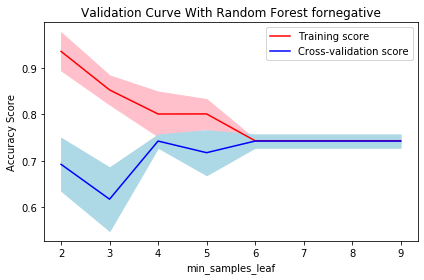 Validation Curve With Random Forest fornegative
Training score
Cross-validation score
Accuracy Score
0.9
0.8
0.7
0.6
2 3 4 5 6 7 8 9
min_samples_leaf